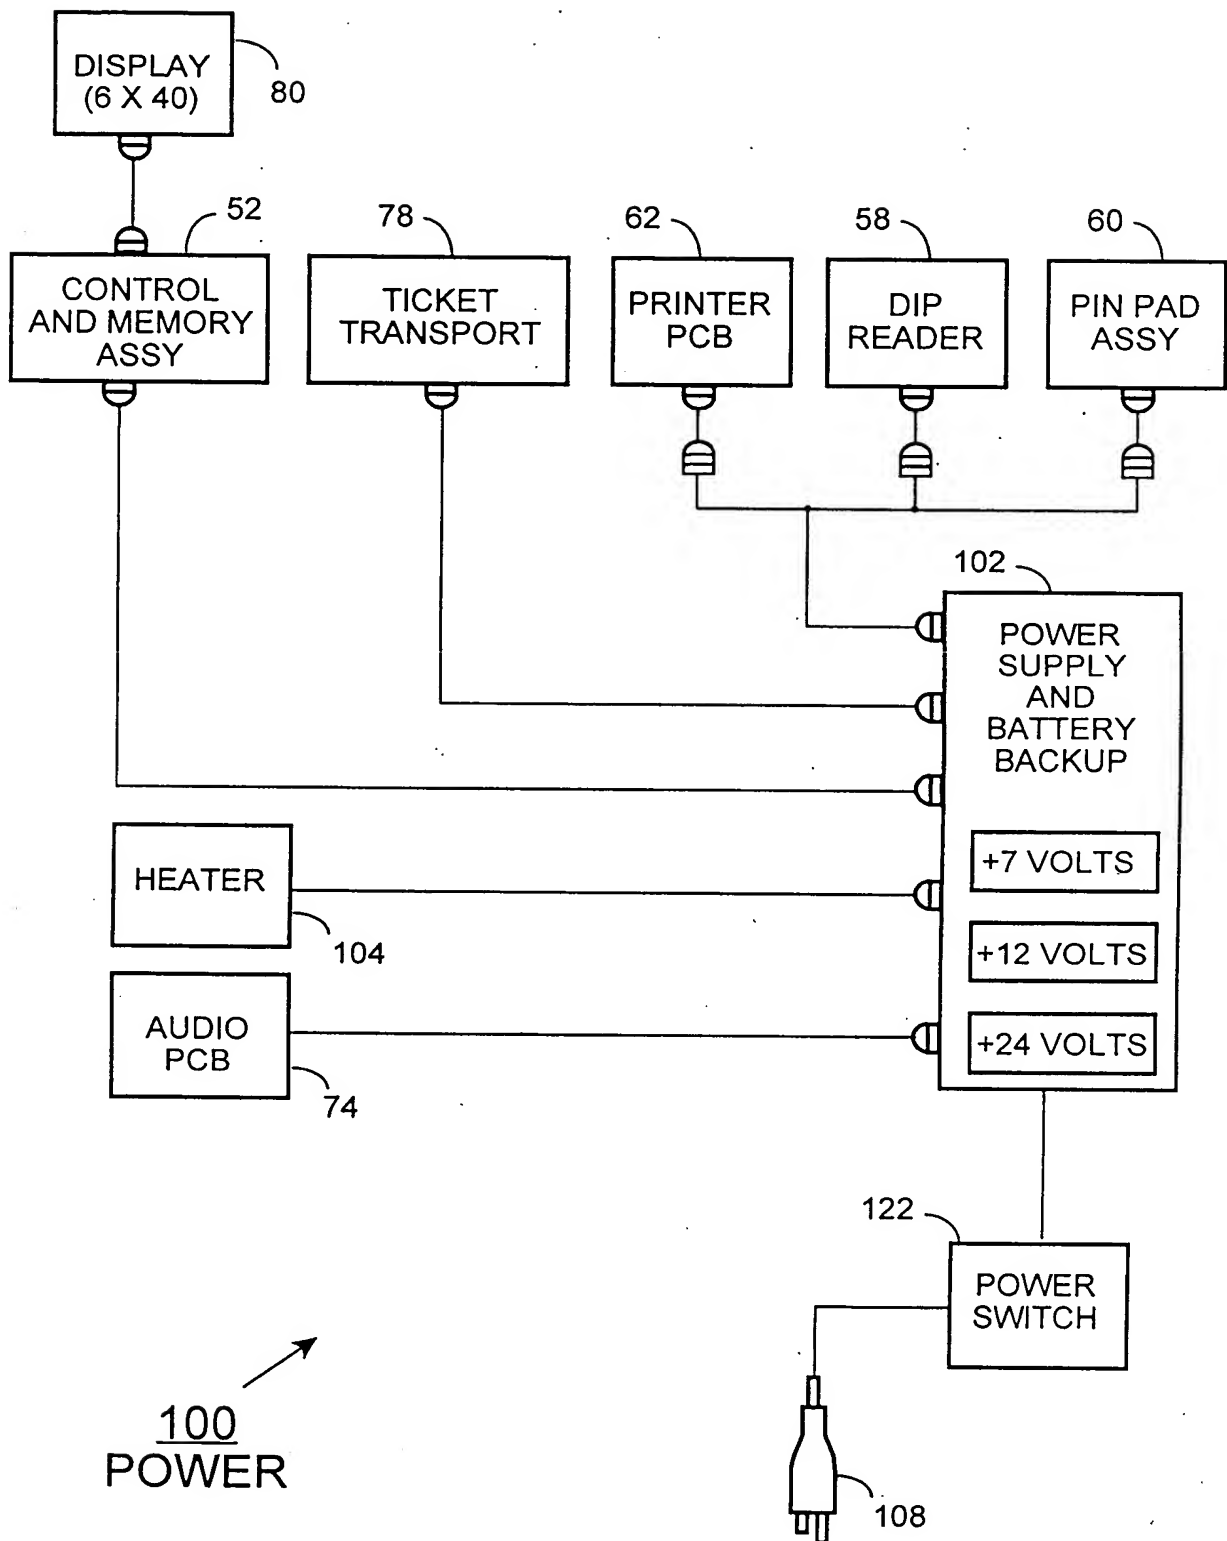 DISPLAY
(6 X 40)
80
52
78
62
58
60
CONTROL
AND MEMORY
ASSY
TICKET
TRANSPORT
PRINTER
PCB
DIP
READER
PIN PAD
ASSY
102
POWER
SUPPLY
AND
BATTERY
BACKUP
+7 VOLTS
+12 VOLTS
+24 VOLTS
HEATER
104
AUDIO
PCB
74
122
POWER
SWITCH
108
100
POWER